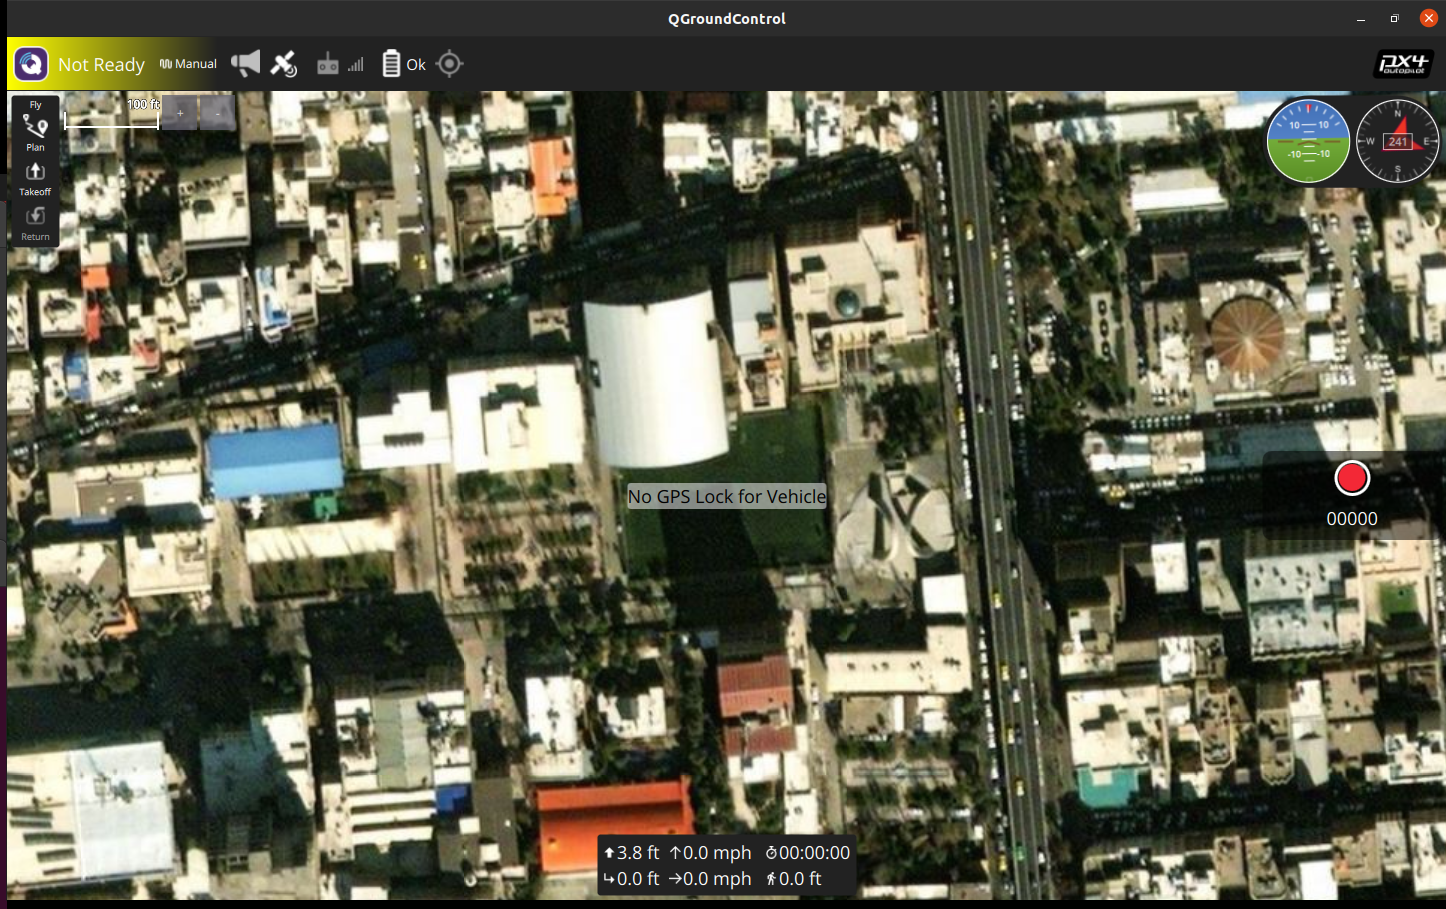 QGroundControl
Not Ready
Manual
Ok
px4
autopilot
Fly
100 ft
+
-
Plan
Takeoff
Return
10 10
-10 -10
N
W 241 E
S
No GPS Lock for Vehicle
00000
3.8 ft 0.0 mph 00:00:00
0.0 ft 0.0 mph 0.0 ft